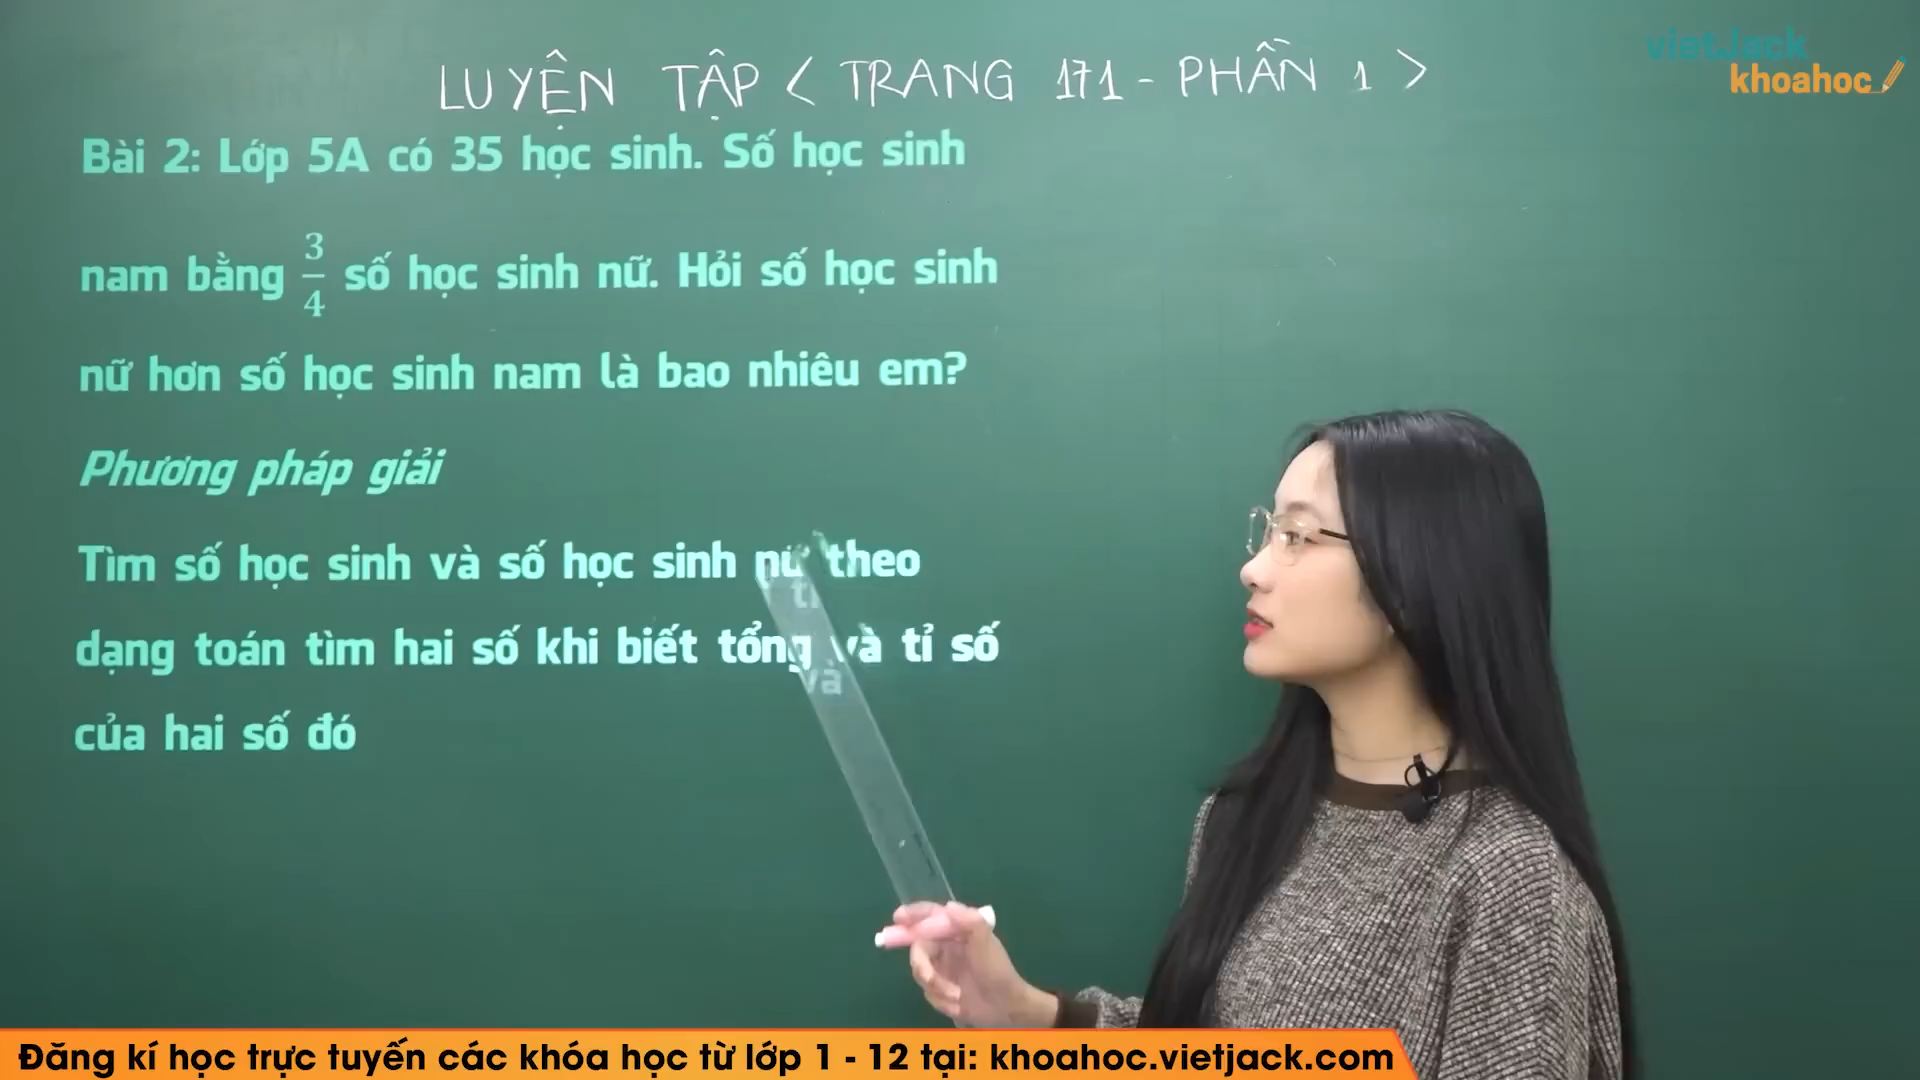 LUYỆN TẬP < TRANG 171 - PHẦN 1 >
vietJack
khoahoc
Bài 2: Lớp 5A có 35 học sinh. Số học sinh
nam bằng 3/4 số học sinh nữ. Hỏi số học sinh
nữ hơn số học sinh nam là bao nhiêu em?
Phương pháp giải
Tìm số học sinh và số học sinh nữ theo
dạng toán tìm hai số khi biết tổng và tỉ số
của hai số đó
Đăng kí học trực tuyến các khóa học từ lớp 1 - 12 tại: khoahoc.vietjack.com